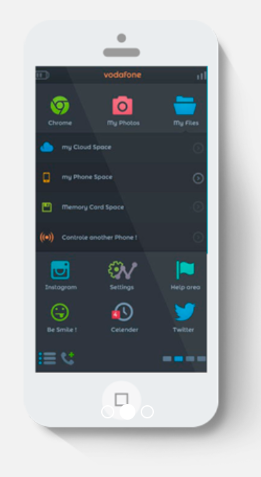 vodafone
Chrome My Photos My Files
my Cloud Space
my Phone Space
Memory Card Space
Controle another Phone !
Instagram Settings Help area
Be Smile ! Calender Twitter